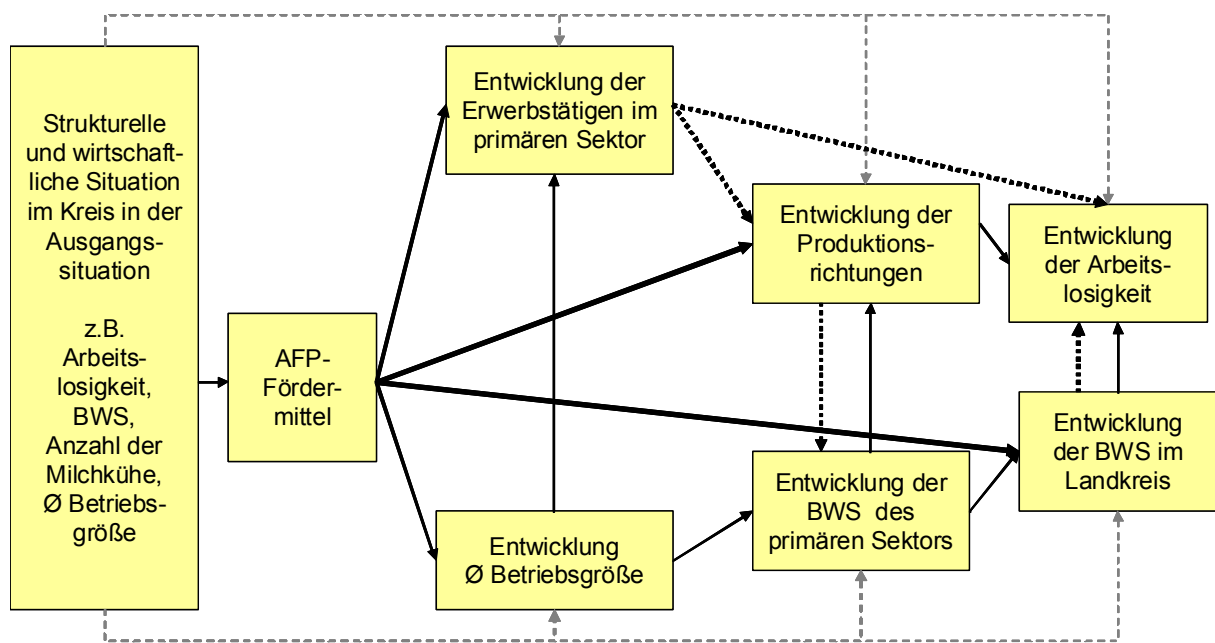 Strukturelle
und wirtschaft-
liche Situation
im Kreis in der
Ausgangs-
situation
z.B.
Arbeits-
losigkeit,
BWS,
Anzahl der
Milchkühe,
Ø Betriebs-
größe
AFP-
Förder-
mittel
Entwicklung der
Erwerbstätigen im
primären Sektor
Entwicklung
Ø Betriebsgröße
Entwicklung der
Produktions-
richtungen
Entwicklung der
BWS des
primären Sektors
Entwicklung
der Arbeits-
losigkeit
Entwicklung
der BWS im
Landkreis